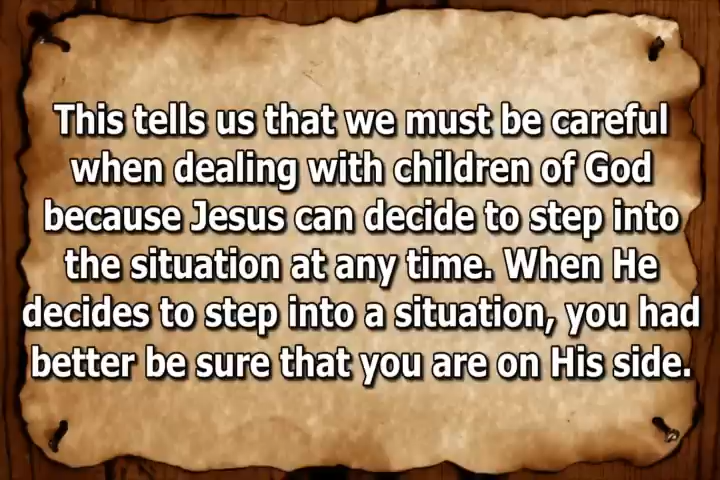 This tells us that we must be careful
when dealing with children of God
because Jesus can decide to step into
the situation at any time. When He
decides to step into a situation, you had
better be sure that you are on His side.